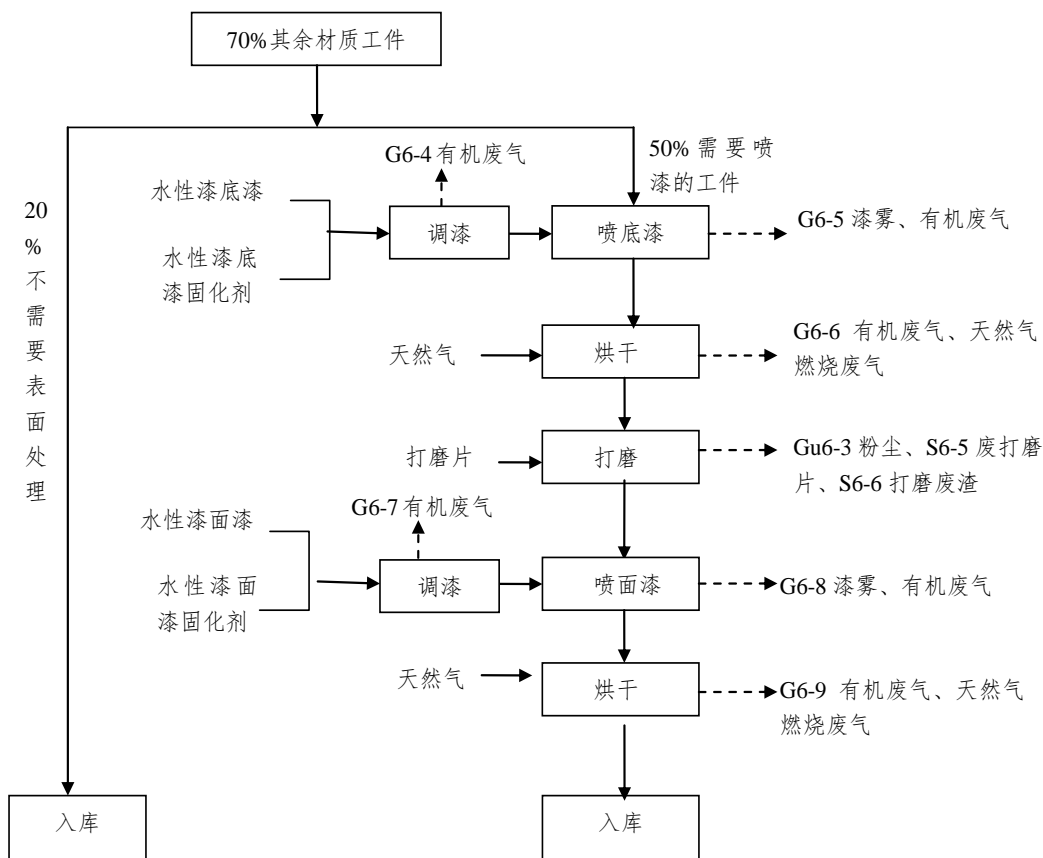 70%其余材质工件
G6-4 有机废气
50% 需 要 喷
漆的工件
水性漆底漆
调漆
喷底漆
G6-5 漆雾、有机废气
水性漆底
漆固化剂
20
%
不
需
要
表
面
处
理
天然气
烘干
G6-6 有机废气、天然气
燃烧废气
打磨片
打磨
Gu6-3 粉尘、S6-5 废打磨
片、S6-6 打磨废渣
G6-7 有机废气
水性漆面漆
调漆
喷面漆
G6-8 漆雾、有机废气
水性漆面
漆固化剂
天然气
烘干
G6-9 有机废气、天然气
燃烧废气
入库
入库